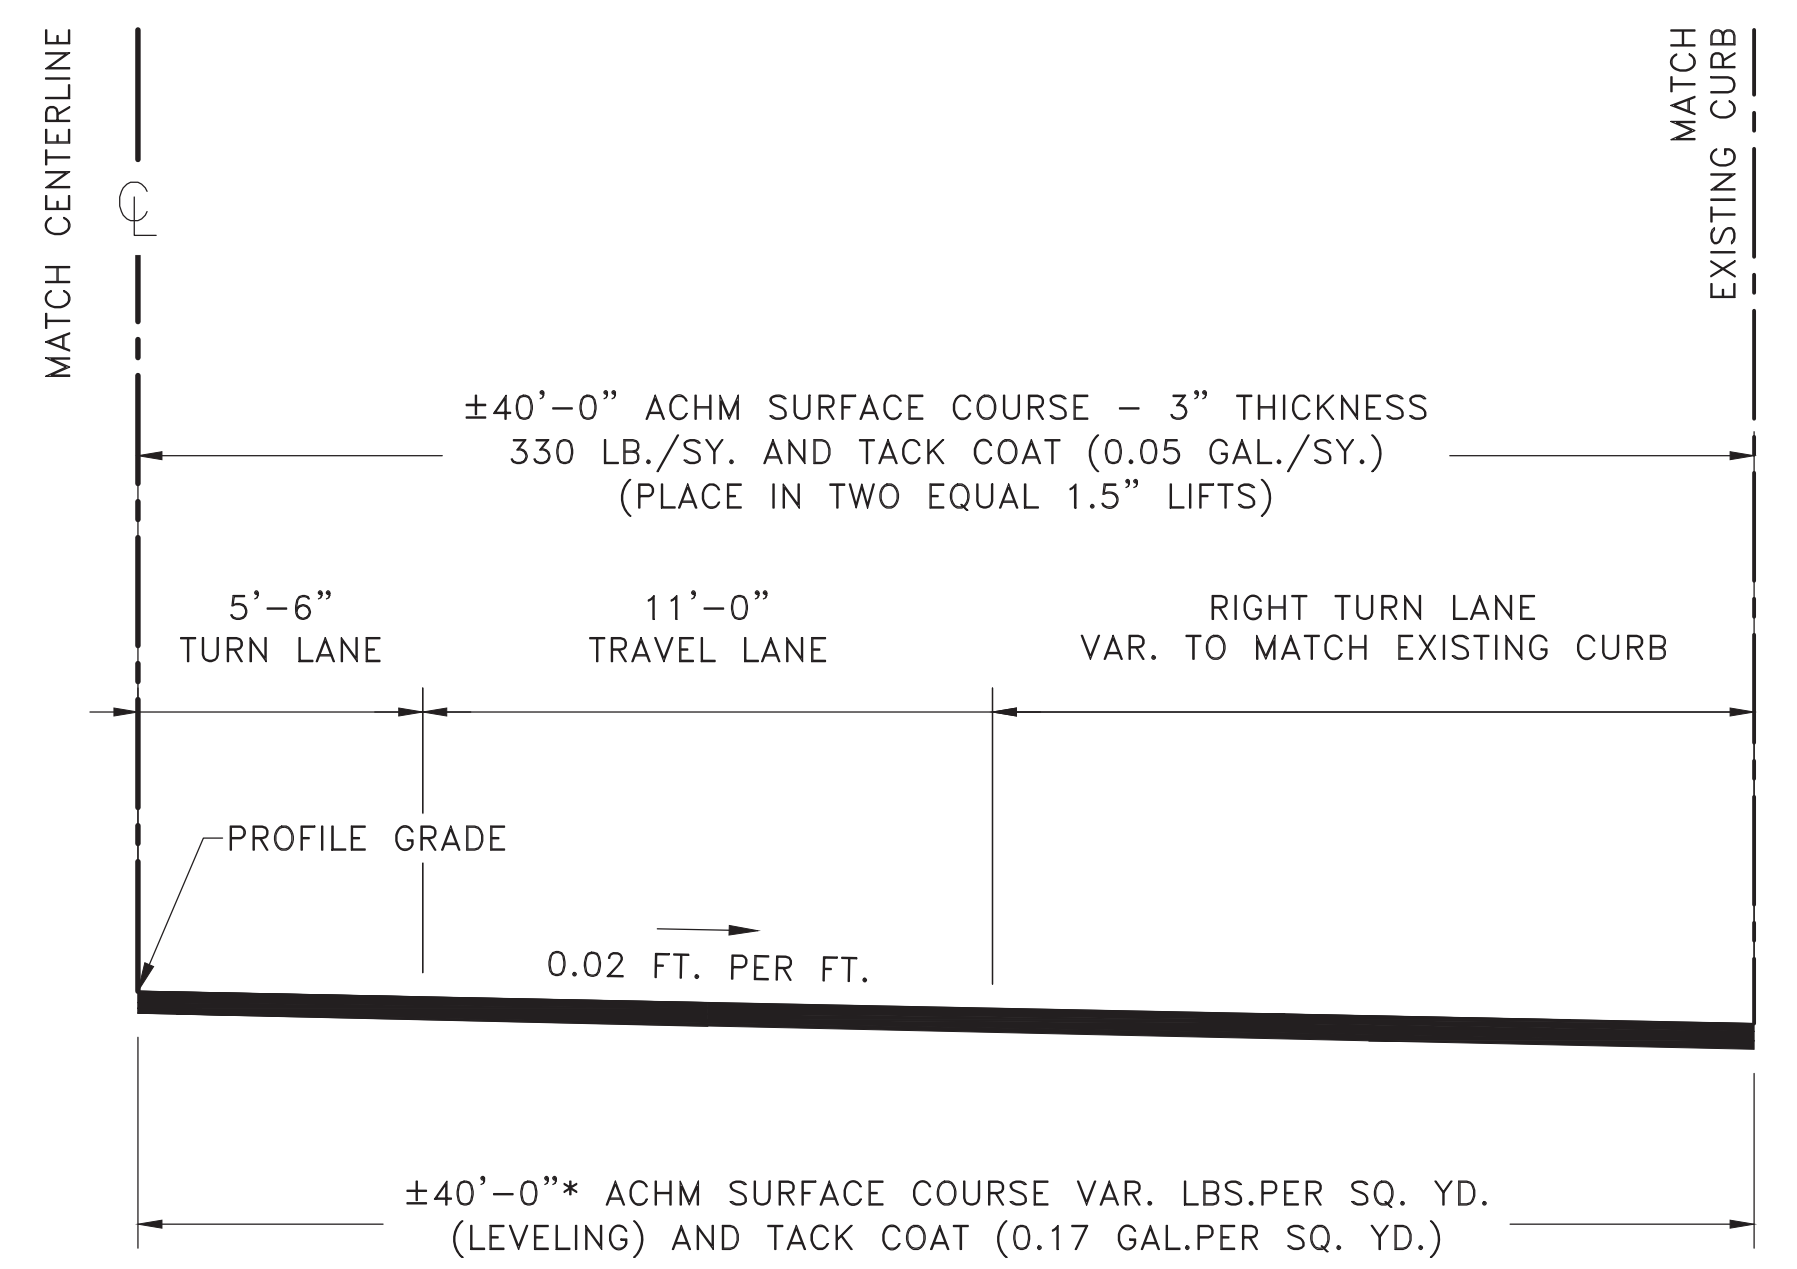 MATCH CENTERLINE
℄
MATCH
EXISTING CURB
±40'-0" ACHM SURFACE COURSE - 3" THICKNESS
330 LB./SY. AND TACK COAT (0.05 GAL./SY.)
(PLACE IN TWO EQUAL 1.5" LIFTS)
5'-6"
TURN LANE
11'-0"
TRAVEL LANE
RIGHT TURN LANE
VAR. TO MATCH EXISTING CURB
PROFILE GRADE
0.02 FT. PER FT.
±40'-0"* ACHM SURFACE COURSE VAR. LBS.PER SQ. YD.
(LEVELING) AND TACK COAT (0.17 GAL.PER SQ. YD.)